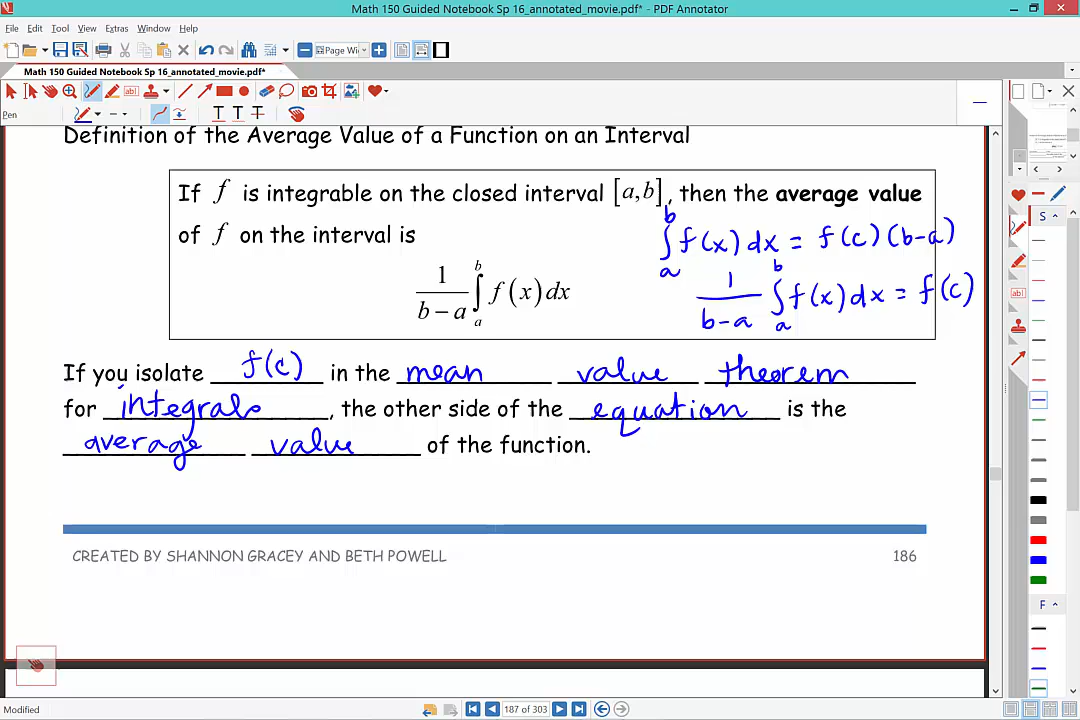 Math 150 Guided Notebook Sp 16_annotated_movie.pdf* - PDF Annotator
File Edit View Extras Window Help
Page Wi
Math 150 Guided Notebook Sp 16_annotated_movie.pdf*
Pen
Definition of the Average Value of a Function on an Interval
If f is integrable on the closed interval [a,b], then the average value
of f on the interval is
∫_a^b f(x) dx = f(c)(b-a)
1/(b-a) ∫_a^b f(x)dx
1/(b-a) ∫_a^b f(x)dx = f(c)
If you isolate f(c) in the mean value theorem
for integrals, the other side of the equation is the
average value of the function.
CREATED BY SHANNON GRACEY AND BETH POWELL 186
S
F
Modified
187 of 303